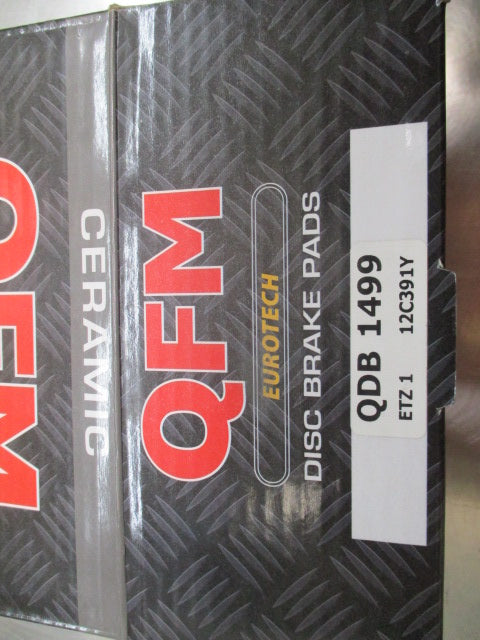 QFM
CERAMIC
QFM
EUROTECH
DISC BRAKE PADS
QDB 1499
ETZ 1 12C391Y